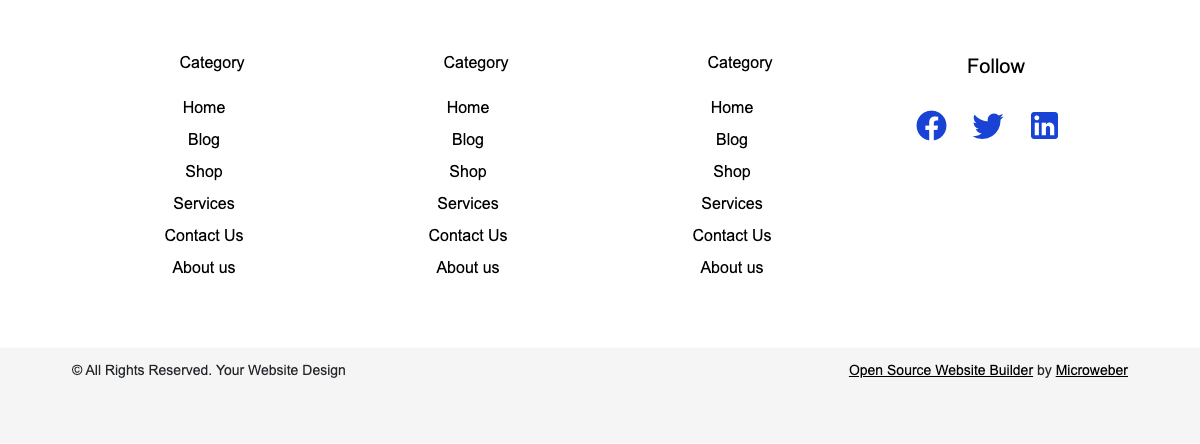 Category
Home
Blog
Shop
Services
Contact Us
About us
Category
Home
Blog
Shop
Services
Contact Us
About us
Category
Home
Blog
Shop
Services
Contact Us
About us
Follow
© All Rights Reserved. Your Website Design
Open Source Website Builder by Microweber